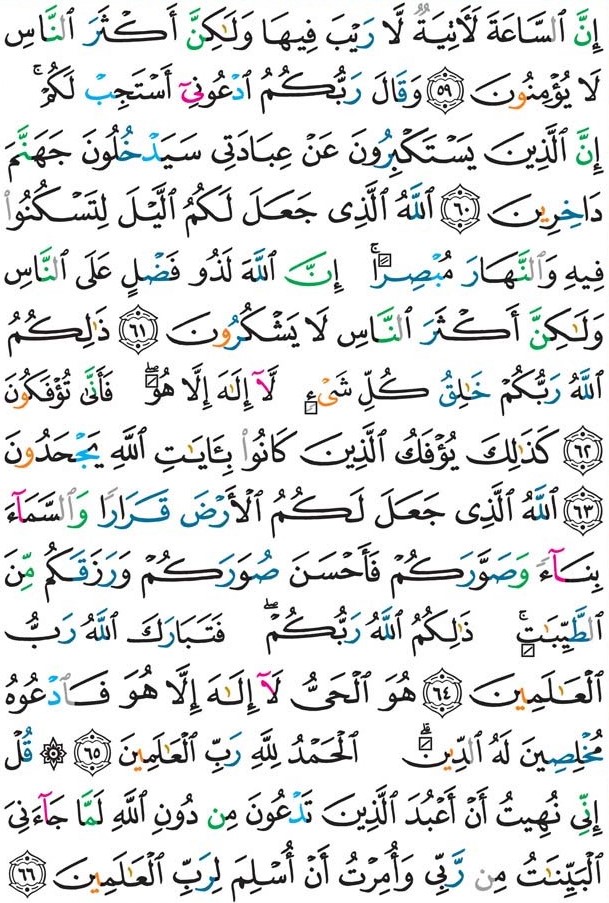 إِنَّ ٱلسَّاعَةَ لَأَتِيَةٌ لَّا رَيْبَ فِيهَا وَلَٰكِنَّ أَكْثَرَ ٱلنَّاسِ
لَا يُؤْمِنُونَ ٥٩ وَقَالَ رَبُّكُمُ ٱدْعُونِىٓ أَسْتَجِبْ لَكُمْ ۚ
إِنَّ ٱلَّذِينَ يَسْتَكْبِرُونَ عَنْ عِبَادَتِى سَيَدْخُلُونَ جَهَنَّمَ
دَاخِرِينَ ٦٠ ٱللَّهُ ٱلَّذِى جَعَلَ لَكُمُ ٱلَّيْلَ لِتَسْكُنُوا۟
فِيهِ وَٱلنَّهَارَ مُبْصِرًا ۚ إِنَّ ٱللَّهَ لَذُو فَضْلٍ عَلَى ٱلنَّاسِ
وَلَٰكِنَّ أَكْثَرَ ٱلنَّاسِ لَا يَشْكُرُونَ ٦١ ذَٰلِكُمُ
ٱللَّهُ رَبُّكُمْ خَٰلِقُ كُلِّ شَىْءٍ لَّآ إِلَٰهَ إِلَّا هُوَ ۖ فَأَنَّىٰ تُؤْفَكُونَ
٦٢ كَذَٰلِكَ يُؤْفَكُ ٱلَّذِينَ كَانُوا۟ بِـَٔايَٰتِ ٱللَّهِ يَجْحَدُونَ
٦٣ ٱللَّهُ ٱلَّذِى جَعَلَ لَكُمُ ٱلْأَرْضَ قَرَارًا وَٱلسَّمَآءَ
بِنَآءً وَصَوَّرَكُمْ فَأَحْسَنَ صُوَرَكُمْ وَرَزَقَكُم مِّنَ
ٱلطَّيِّبَٰتِ ۚ ذَٰلِكُمُ ٱللَّهُ رَبُّكُمْ ۖ فَتَبَارَكَ ٱللَّهُ رَبُّ
ٱلْعَٰلَمِينَ ٦٤ هُوَ ٱلْحَىُّ لَآ إِلَٰهَ إِلَّا هُوَ فَٱدْعُوهُ
مُخْلِصِينَ لَهُ ٱلدِّينَ ۗ ٱلْحَمْدُ لِلَّهِ رَبِّ ٱلْعَٰلَمِينَ ٦٥ ۞ قُلْ
إِنِّى نُهِيتُ أَنْ أَعْبُدَ ٱلَّذِينَ تَدْعُونَ مِن دُونِ ٱللَّهِ لَمَّا جَآءَنِىَ
ٱلْبَيِّنَٰتُ مِن رَّبِّى وَأُمِرْتُ أَنْ أُسْلِمَ لِرَبِّ ٱلْعَٰلَمِينَ ٦٦